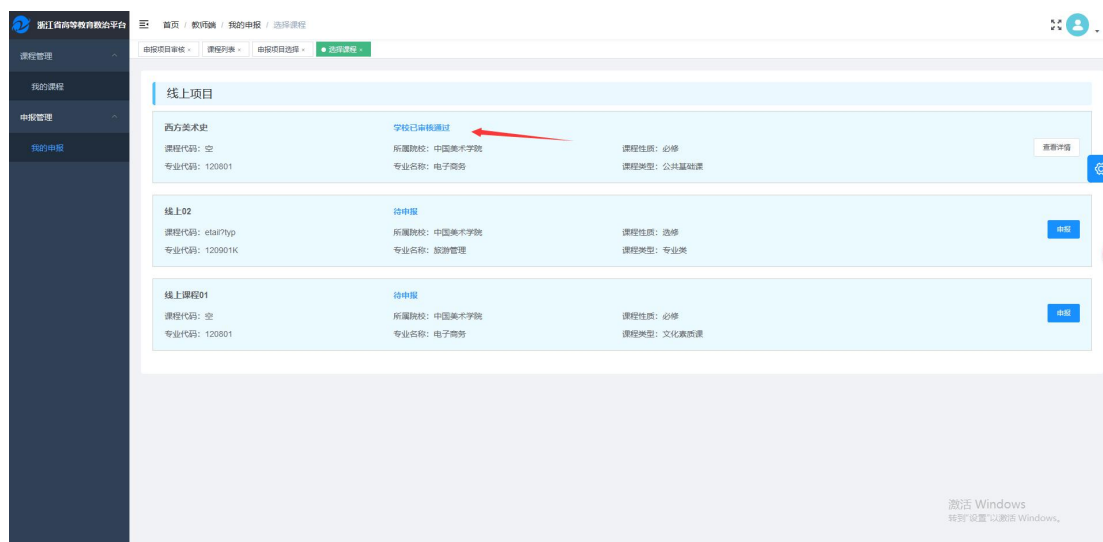 浙江省高等教育数治平台
首页 / 教师端 / 我的申报 / 选择课程
申报项目审核 × 课程列表 × 申报项目选择 × 选择课程 ×
课程管理
我的课程
申报管理
我的申报
线上项目
西方美术史 学校已审核通过
课程代码：空 所属院校：中国美术学院 课程性质：必修 查看详情
专业代码：120801 专业名称：电子商务 课程类型：公共基础课
线上02 待申报
课程代码：etail?typ 所属院校：中国美术学院 课程性质：选修 申报
专业代码：120901K 专业名称：旅游管理 课程类型：专业类
线上课程01 待申报
课程代码：空 所属院校：中国美术学院 课程性质：必修 申报
专业代码：120801 专业名称：电子商务 课程类型：文化素质课
激活 Windows
转到"设置"以激活 Windows。